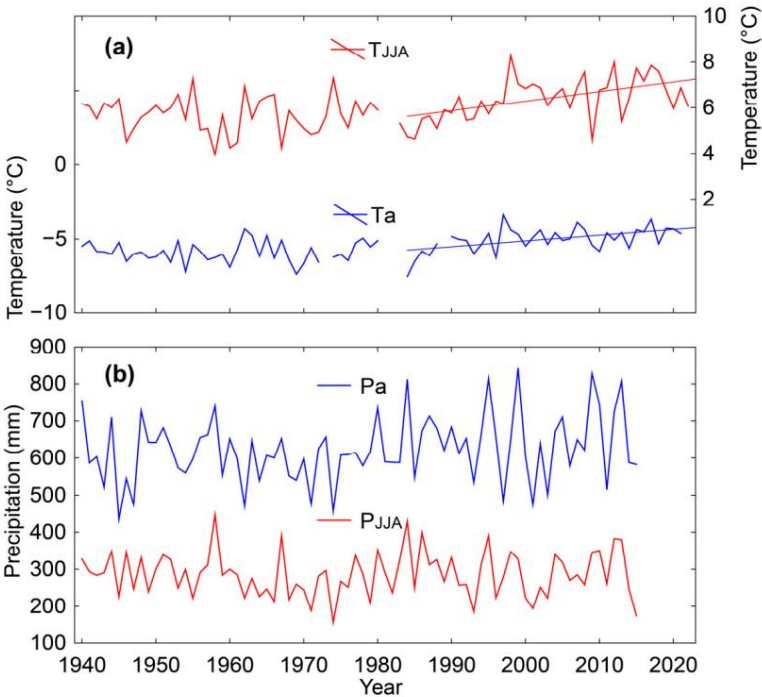 (a)
TJJA
Ta
Temperature (°C)
0
−5
−10
10
8
6
4
2
Temperature (°C)
(b)
Pa
PJJA
Precipitation (mm)
900
800
700
600
500
400
300
200
100
1940 1950 1960 1970 1980 1990 2000 2010 2020
Year